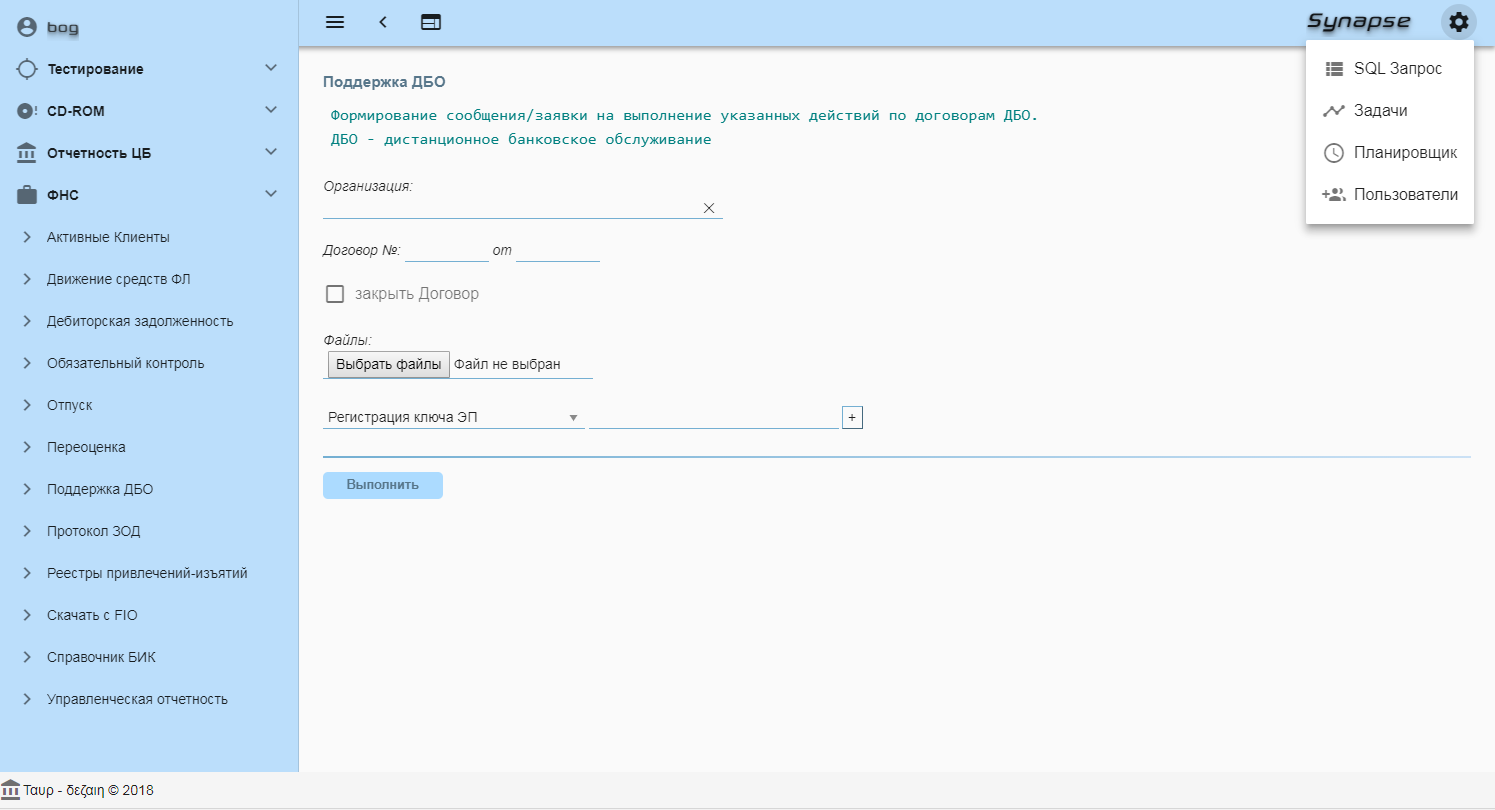 bog
Synapse
Тестирование
CD-ROM
Отчетность ЦБ
ФНС
Активные Клиенты
Движение средств ФЛ
Дебиторская задолженность
Обязательный контроль
Отпуск
Переоценка
Поддержка ДБО
Протокол ЗОД
Реестры привлечений-изъятий
Скачать с FIO
Справочник БИК
Управленческая отчетность
SQL Запрос
Задачи
Планировщик
Пользователи
Поддержка ДБО
Формирование сообщения/заявки на выполнение указанных действий по договорам ДБО.
ДБО - дистанционное банковское обслуживание
Организация:
Договор №: от
закрыть Договор
Файлы:
Выбрать файлы Файл не выбран
Регистрация ключа ЭП +
Выполнить
Ταυρ - δεζαιη © 2018